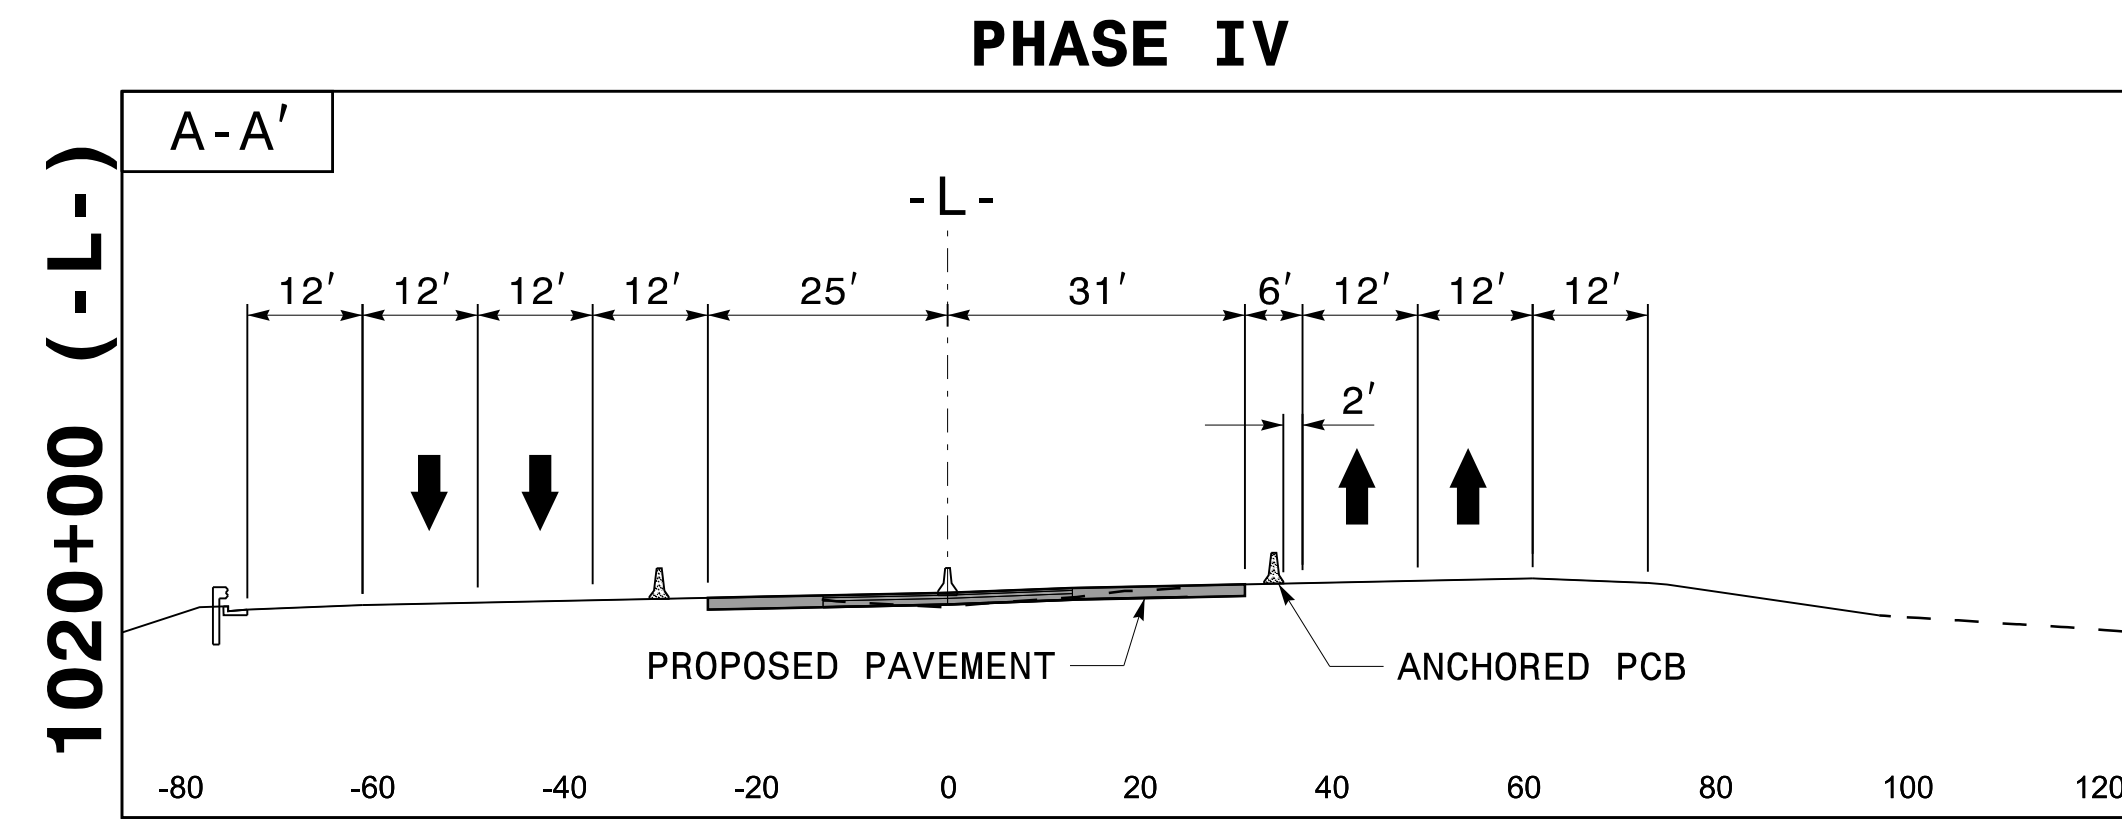 PHASE IV
A-A'
1020+00 (-L-)
-L-
12' 12' 12' 12' 25' 31' 6' 12' 12' 12'
2'
PROPOSED PAVEMENT
ANCHORED PCB
-80 -60 -40 -20 0 20 40 60 80 100 120